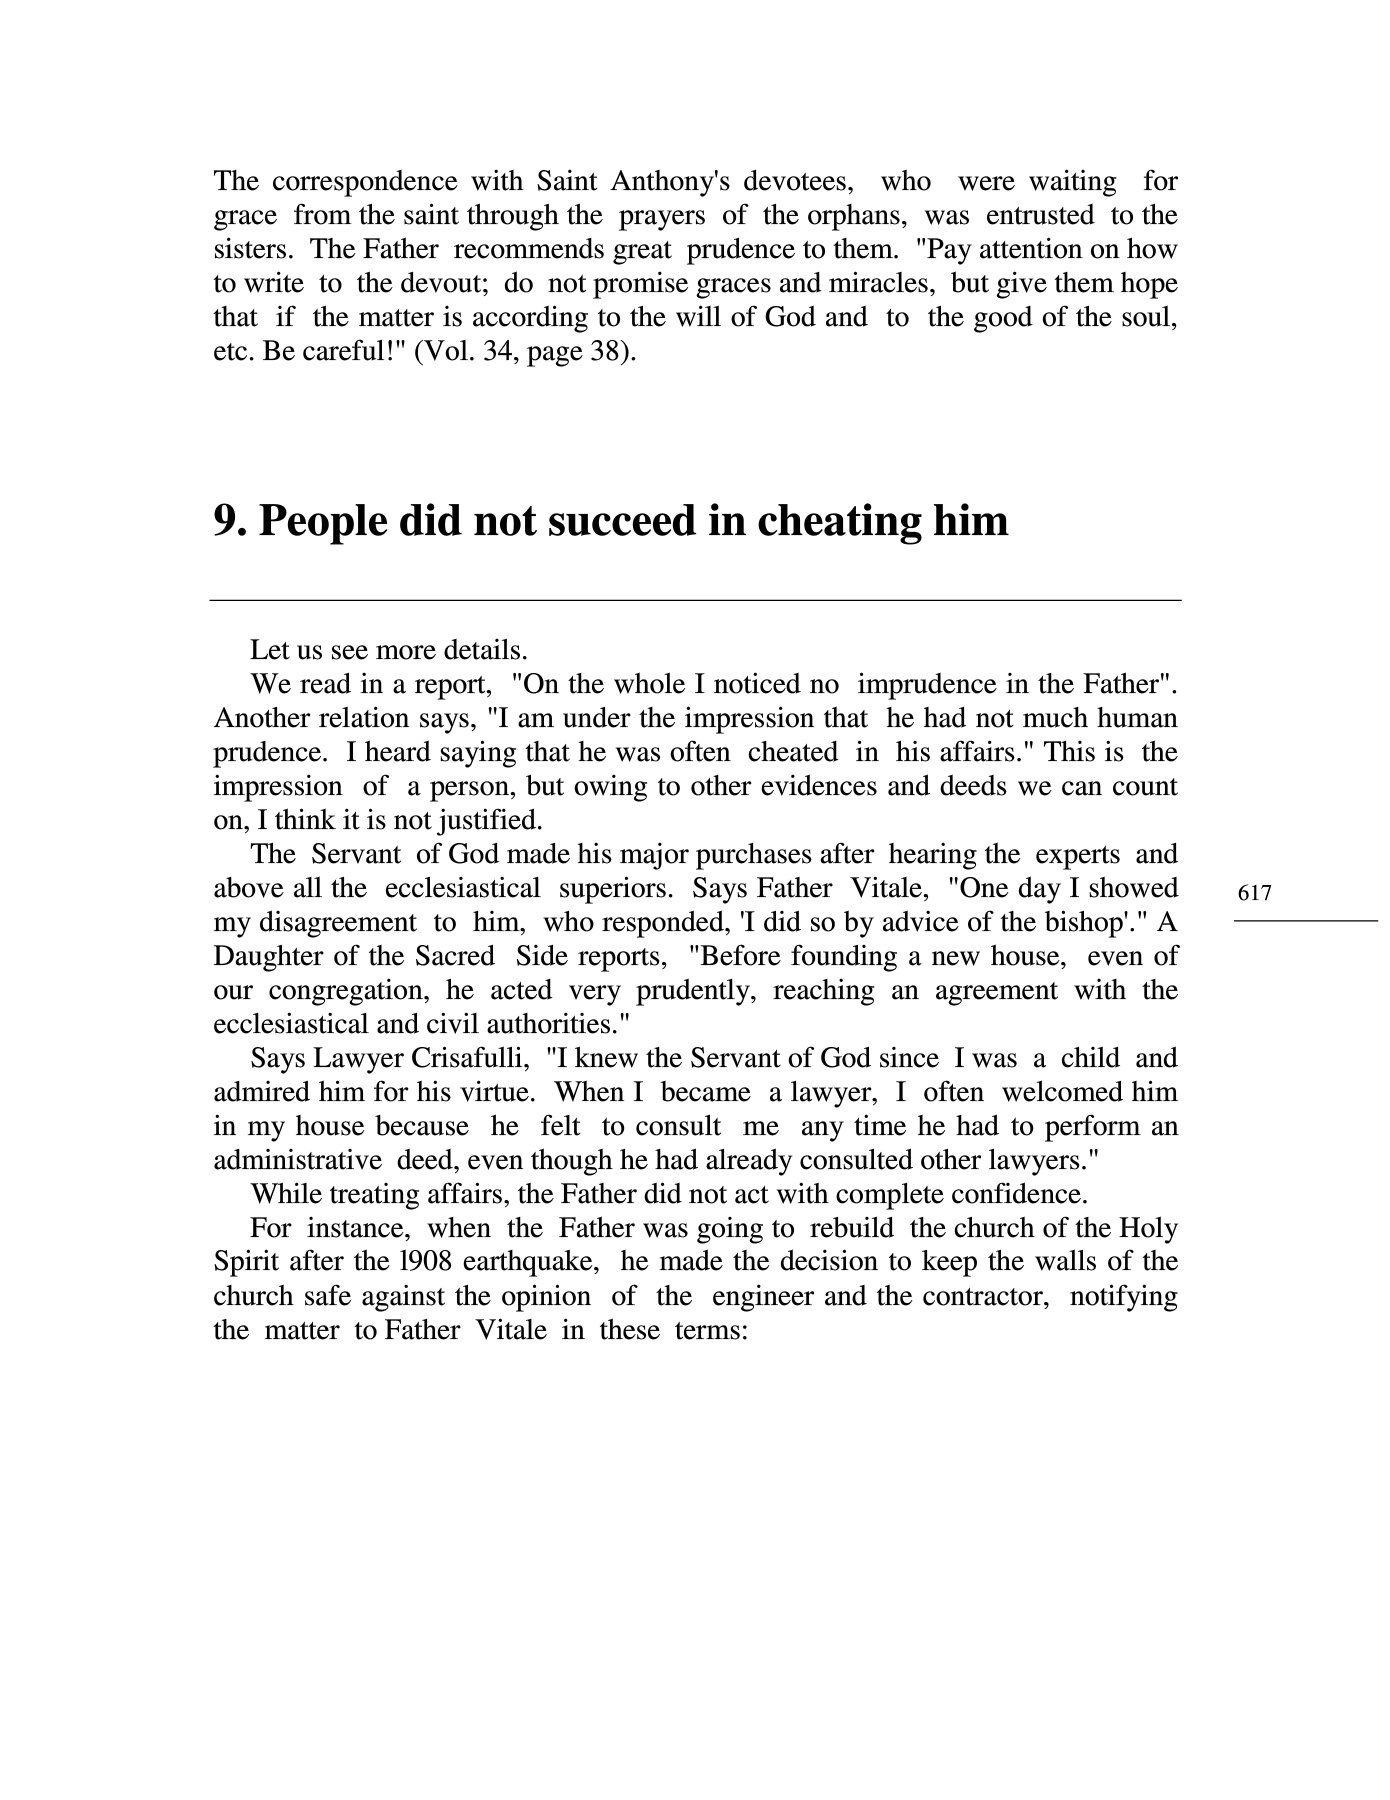 The correspondence with Saint Anthony's devotees, who were waiting for
grace from the saint through the prayers of the orphans, was entrusted to the
sisters. The Father recommends great prudence to them. "Pay attention on how
to write to the devout; do not promise graces and miracles, but give them hope
that if the matter is according to the will of God and to the good of the soul,
etc. Be careful!" (Vol. 34, page 38).
9. People did not succeed in cheating him
Let us see more details.
We read in a report, "On the whole I noticed no imprudence in the Father".
Another relation says, "I am under the impression that he had not much human
prudence. I heard saying that he was often cheated in his affairs." This is the
impression of a person, but owing to other evidences and deeds we can count
on, I think it is not justified.
The Servant of God made his major purchases after hearing the experts and
above all the ecclesiastical superiors. Says Father Vitale, "One day I showed
my disagreement to him, who responded, 'I did so by advice of the bishop'." A
Daughter of the Sacred Side reports, "Before founding a new house, even of
our congregation, he acted very prudently, reaching an agreement with the
ecclesiastical and civil authorities."
Says Lawyer Crisafulli, "I knew the Servant of God since I was a child and
admired him for his virtue. When I became a lawyer, I often welcomed him
in my house because he felt to consult me any time he had to perform an
administrative deed, even though he had already consulted other lawyers."
While treating affairs, the Father did not act with complete confidence.
For instance, when the Father was going to rebuild the church of the Holy
Spirit after the 1908 earthquake, he made the decision to keep the walls of the
church safe against the opinion of the engineer and the contractor, notifying
the matter to Father Vitale in these terms:
617